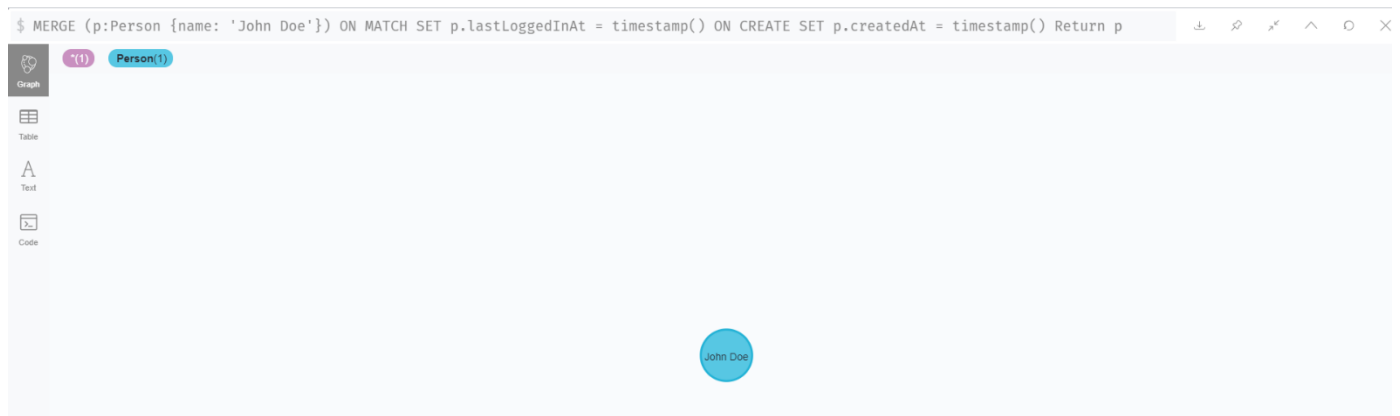 $ MERGE (p:Person {name: 'John Doe'}) ON MATCH SET p.lastLoggedInAt = timestamp() ON CREATE SET p.createdAt = timestamp() Return p
*(1) Person(1)
Graph
Table
A
Text
Code
John Doe